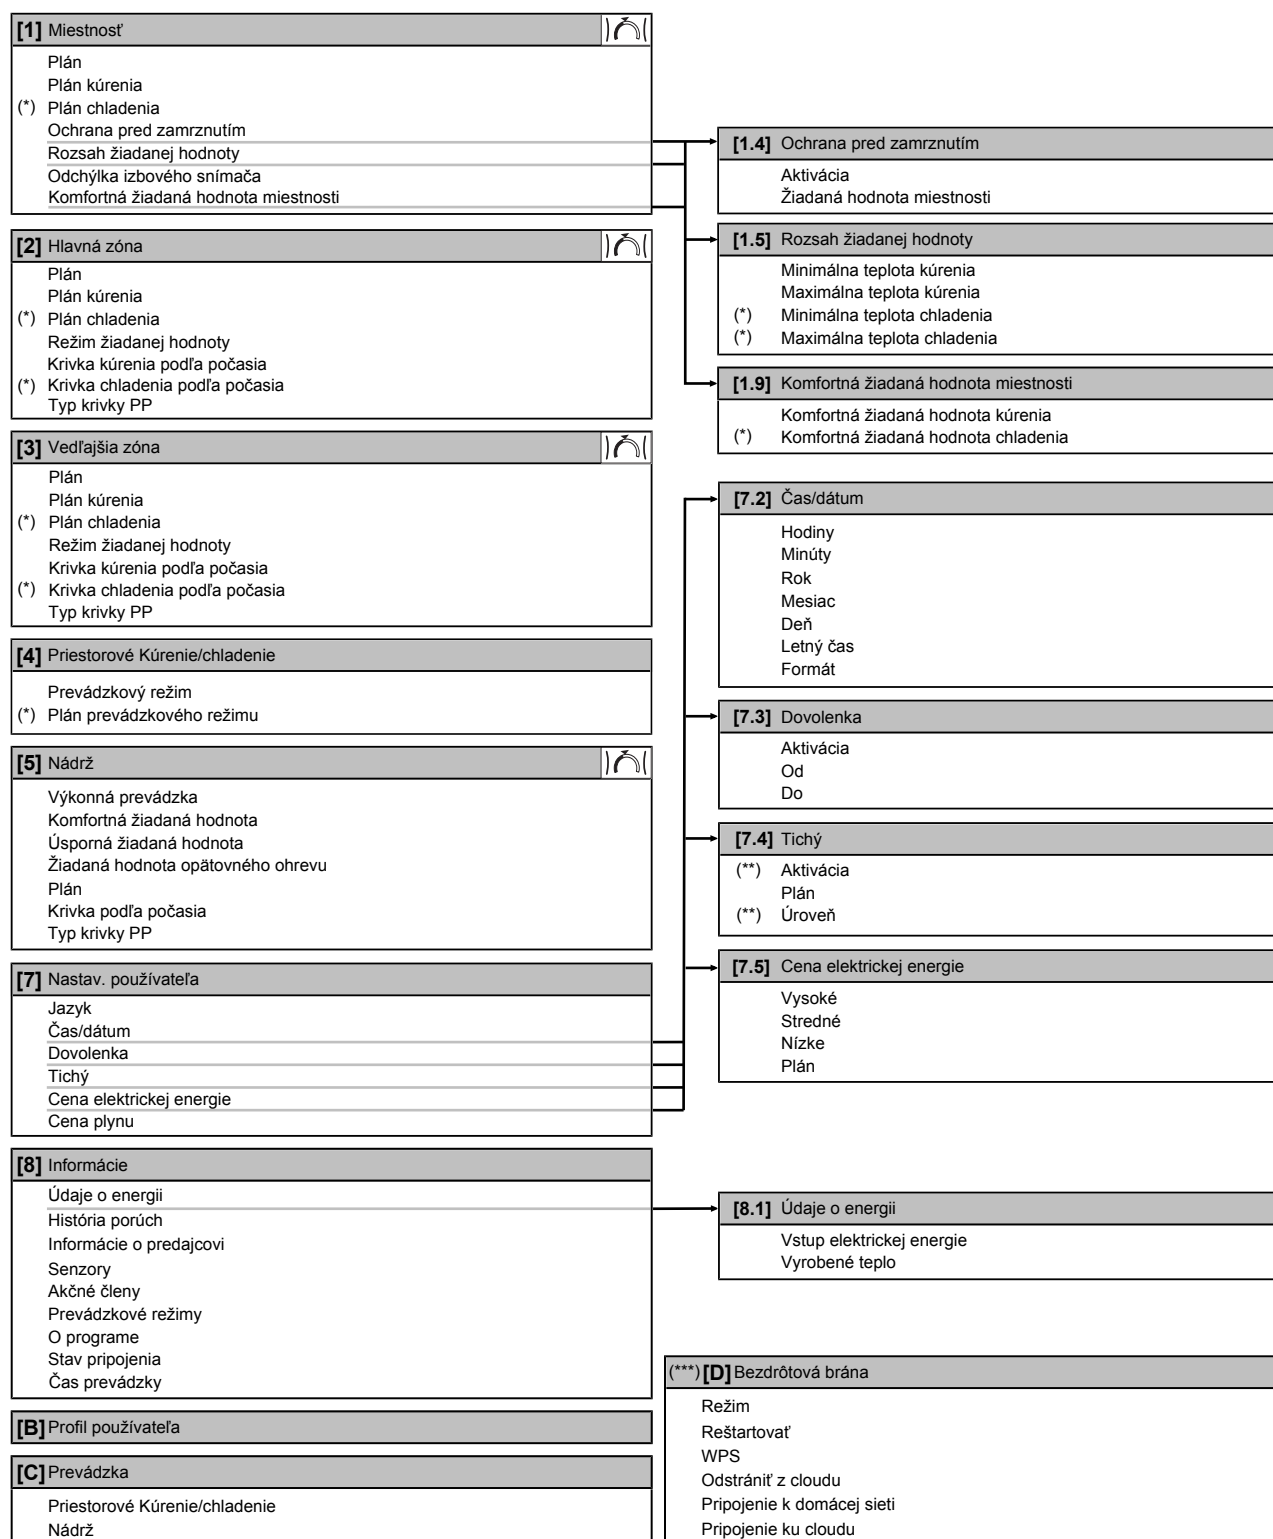 [1] Miestnosť
Plán
Plán kúrenia
(*) Plán chladenia
Ochrana pred zamrznutím
Rozsah žiadanej hodnoty
Odchýlka izbového snímača
Komfortná žiadaná hodnota miestnosti
[2] Hlavná zóna
Plán
Plán kúrenia
(*) Plán chladenia
Režim žiadanej hodnoty
Krivka kúrenia podľa počasia
(*) Krivka chladenia podľa počasia
Typ krivky PP
[3] Vedľajšia zóna
Plán
Plán kúrenia
(*) Plán chladenia
Režim žiadanej hodnoty
Krivka kúrenia podľa počasia
(*) Krivka chladenia podľa počasia
Typ krivky PP
[4] Priestorové Kúrenie/chladenie
Prevádzkový režim
(*) Plán prevádzkového režimu
[5] Nádrž
Výkonná prevádzka
Komfortná žiadaná hodnota
Úsporná žiadaná hodnota
Žiadaná hodnota opätovného ohrevu
Plán
Krivka podľa počasia
Typ krivky PP
[7] Nastav. používateľa
Jazyk
Čas/dátum
Dovolenka
Tichý
Cena elektrickej energie
Cena plynu
[8] Informácie
Údaje o energii
História porúch
Informácie o predajcovi
Senzory
Akčné členy
Prevádzkové režimy
O programe
Stav pripojenia
Čas prevádzky
[B] Profil používateľa
[C] Prevádzka
Priestorové Kúrenie/chladenie
Nádrž
[1.4] Ochrana pred zamrznutím
Aktivácia
Žiadaná hodnota miestnosti
[1.5] Rozsah žiadanej hodnoty
Minimálna teplota kúrenia
Maximálna teplota kúrenia
(*) Minimálna teplota chladenia
(*) Maximálna teplota chladenia
[1.9] Komfortná žiadaná hodnota miestnosti
Komfortná žiadaná hodnota kúrenia
(*) Komfortná žiadaná hodnota chladenia
[7.2] Čas/dátum
Hodiny
Minúty
Rok
Mesiac
Deň
Letný čas
Formát
[7.3] Dovolenka
Aktivácia
Od
Do
[7.4] Tichý
(**) Aktivácia
Plán
(**) Úroveň
[7.5] Cena elektrickej energie
Vysoké
Stredné
Nízke
Plán
[8.1] Údaje o energii
Vstup elektrickej energie
Vyrobené teplo
(***) [D] Bezdrôtová brána
Režim
Reštartovať
WPS
Odstrániť z cloudu
Pripojenie k domácej sieti
Pripojenie ku cloudu